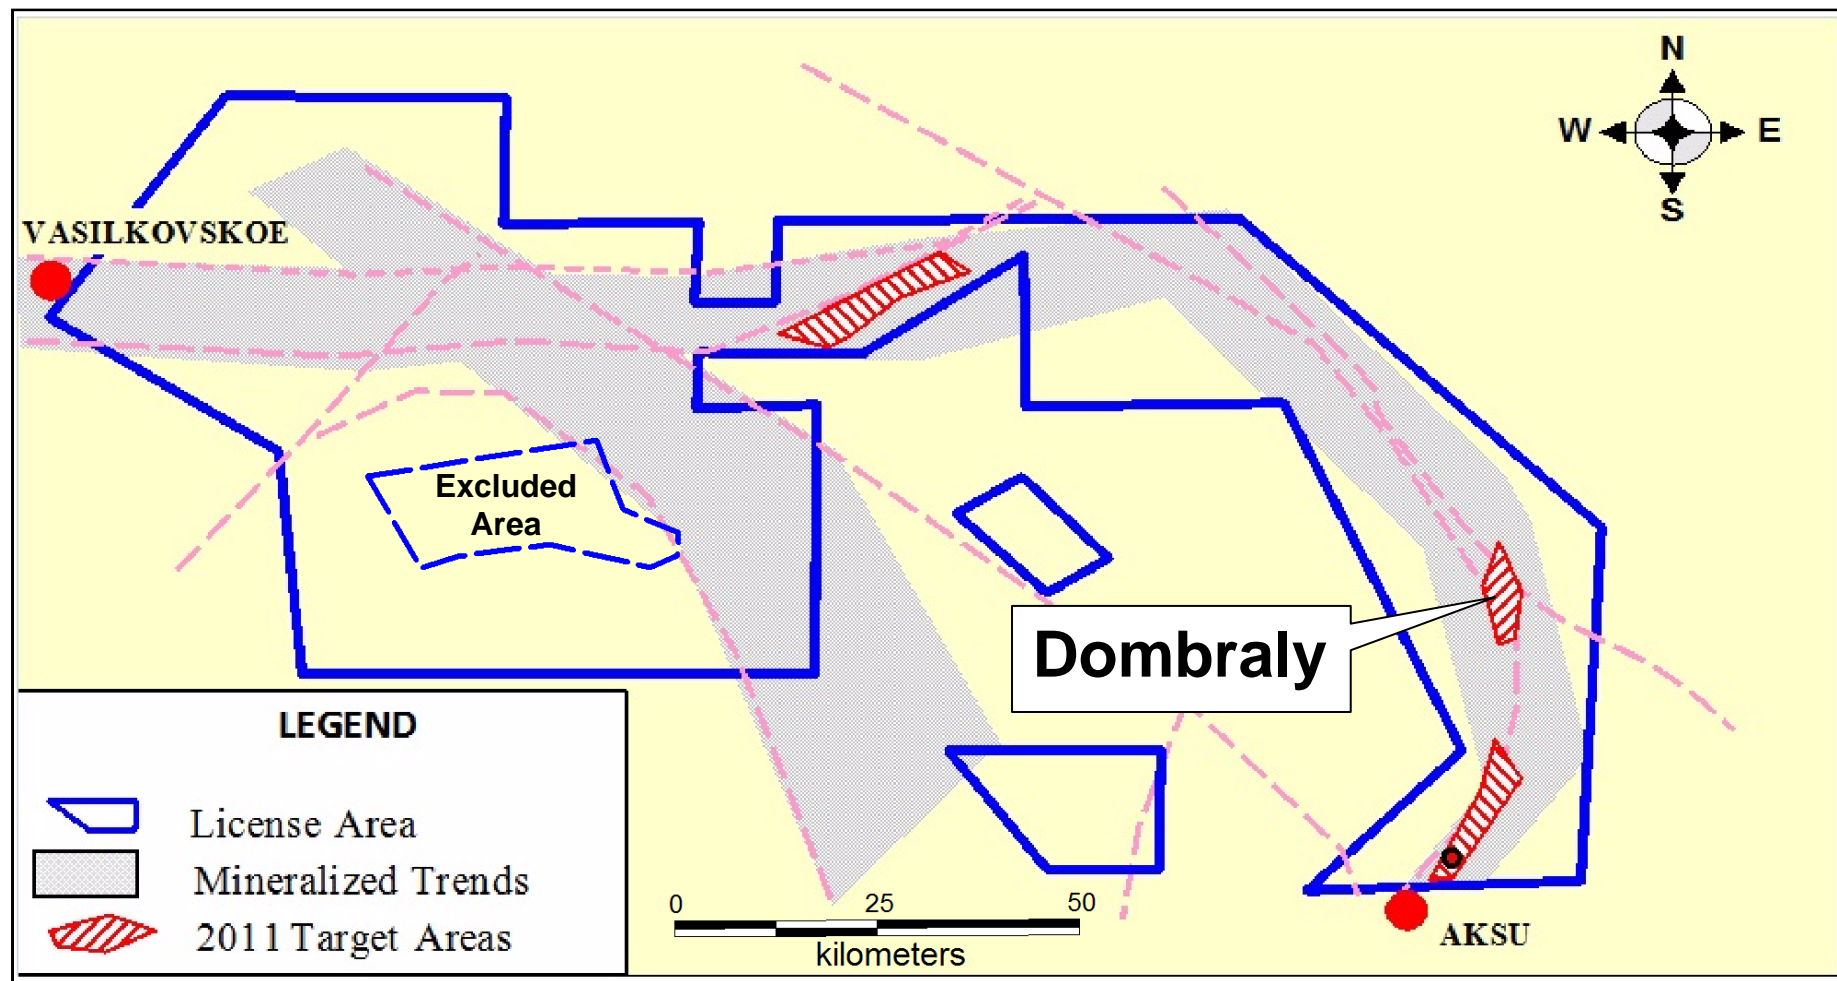 N
W E
S
VASILKOVSKOE
Excluded
Area
Dombraly
LEGEND
License Area
Mineralized Trends
2011 Target Areas
0 25 50
kilometers
AKSU